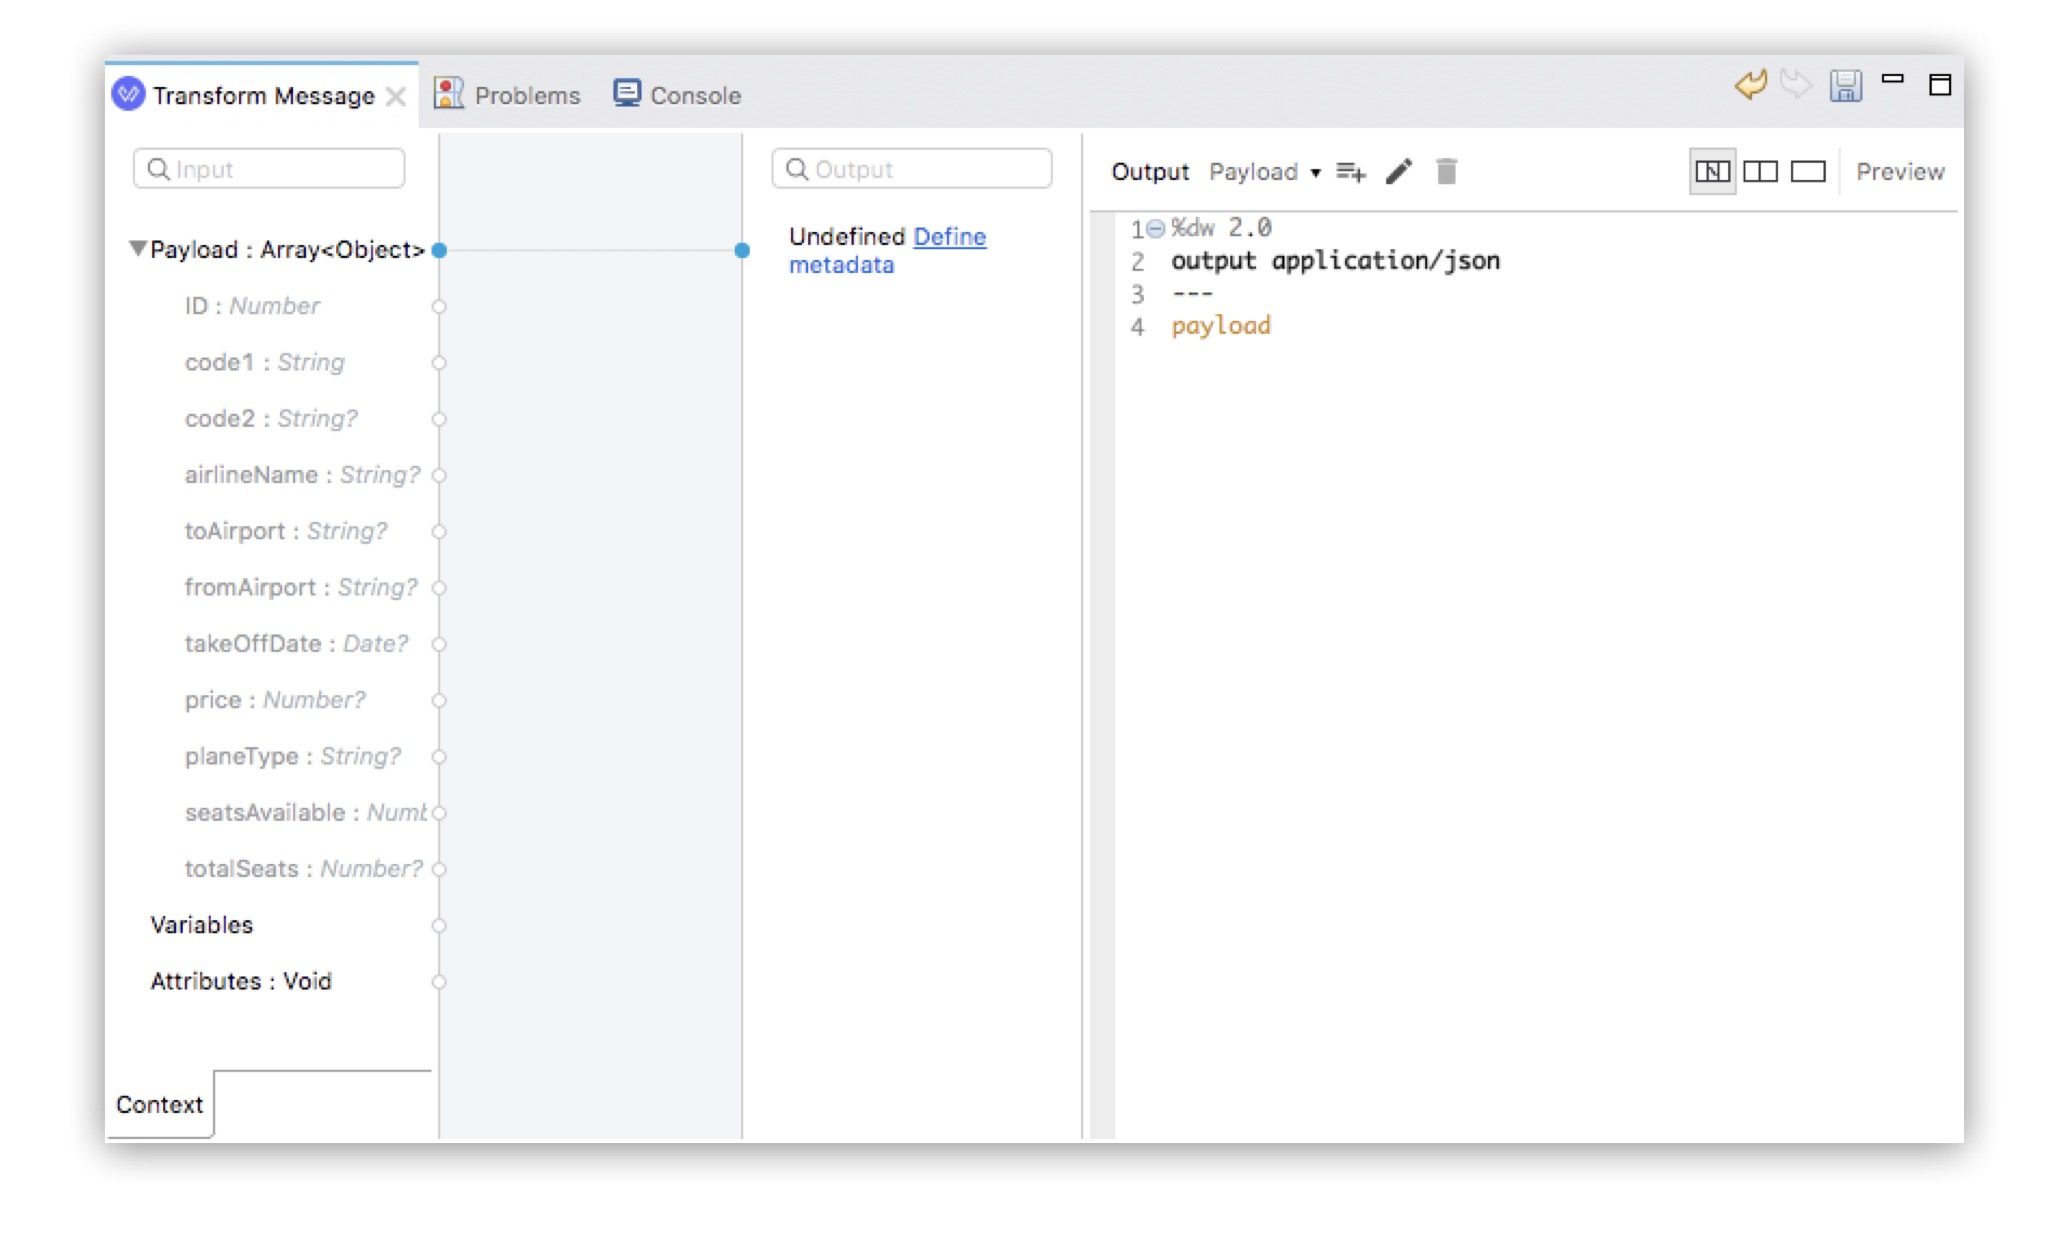 Transform Message
Problems
Console
Input
Payload : Array<Object>
ID : Number
code1 : String
code2 : String?
airlineName : String?
toAirport : String?
fromAirport : String?
takeOffDate : Date?
price : Number?
planeType : String?
seatsAvailable : Numb
totalSeats : Number?
Variables
Attributes : Void
Context
Output
Undefined Define
metadata
Output Payload
Preview
1 %dw 2.0
2 output application/json
3 ---
4 payload